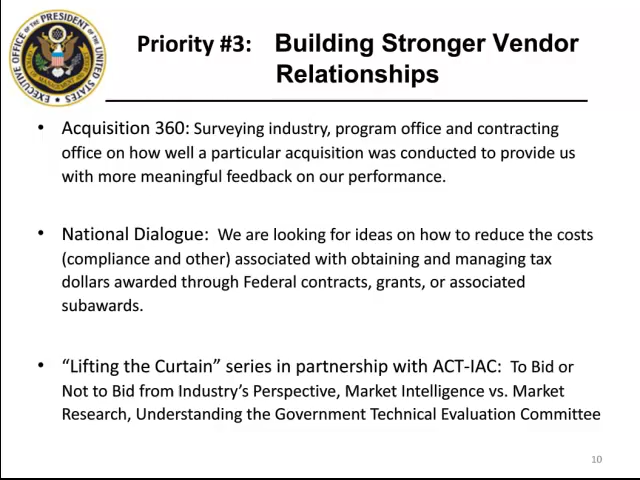 EXECUTIVE OFFICE OF THE PRESIDENT OF THE UNITED STATES
Priority #3: Building Stronger Vendor
Relationships
• Acquisition 360: Surveying industry, program office and contracting
office on how well a particular acquisition was conducted to provide us
with more meaningful feedback on our performance.
• National Dialogue: We are looking for ideas on how to reduce the costs
(compliance and other) associated with obtaining and managing tax
dollars awarded through Federal contracts, grants, or associated
subawards.
• “Lifting the Curtain” series in partnership with ACT-IAC: To Bid or
Not to Bid from Industry’s Perspective, Market Intelligence vs. Market
Research, Understanding the Government Technical Evaluation Committee
10